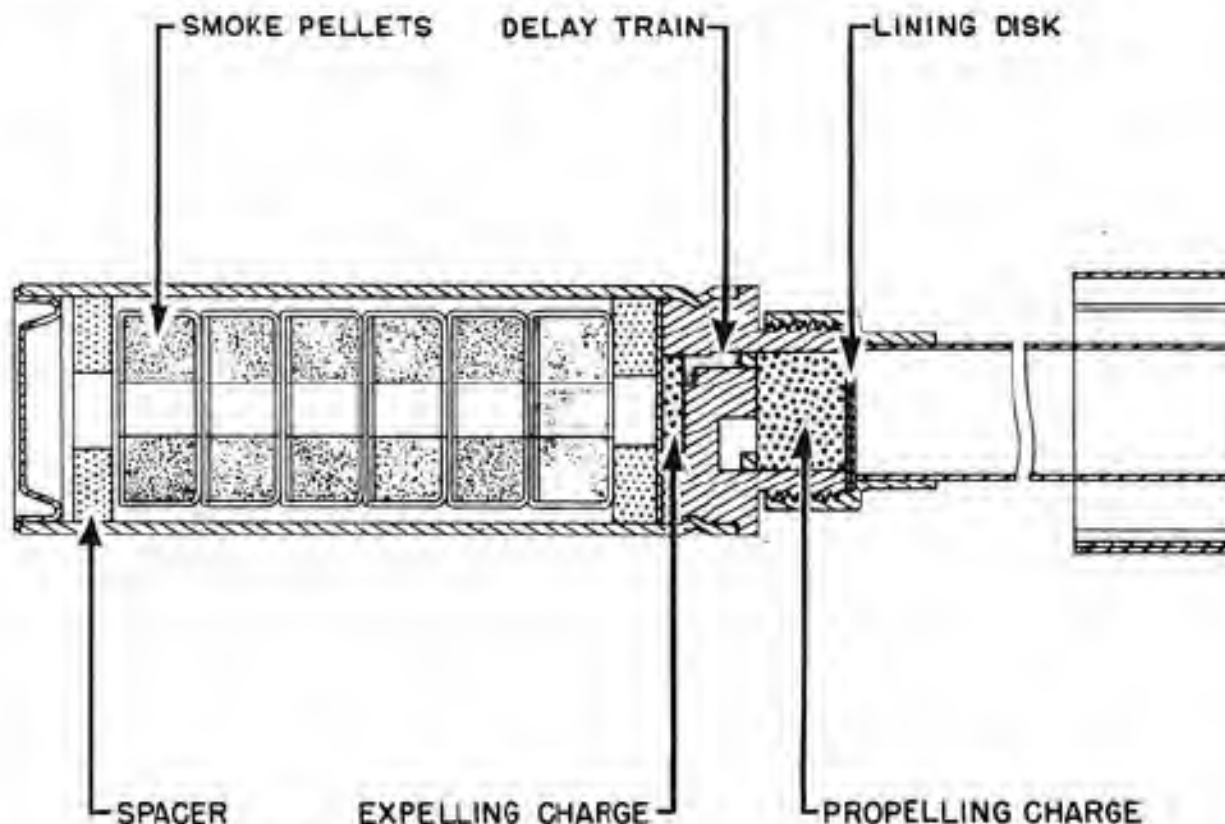 SMOKE PELLETS
DELAY TRAIN
LINING DISK
SPACER
EXPELLING CHARGE
PROPELLING CHARGE